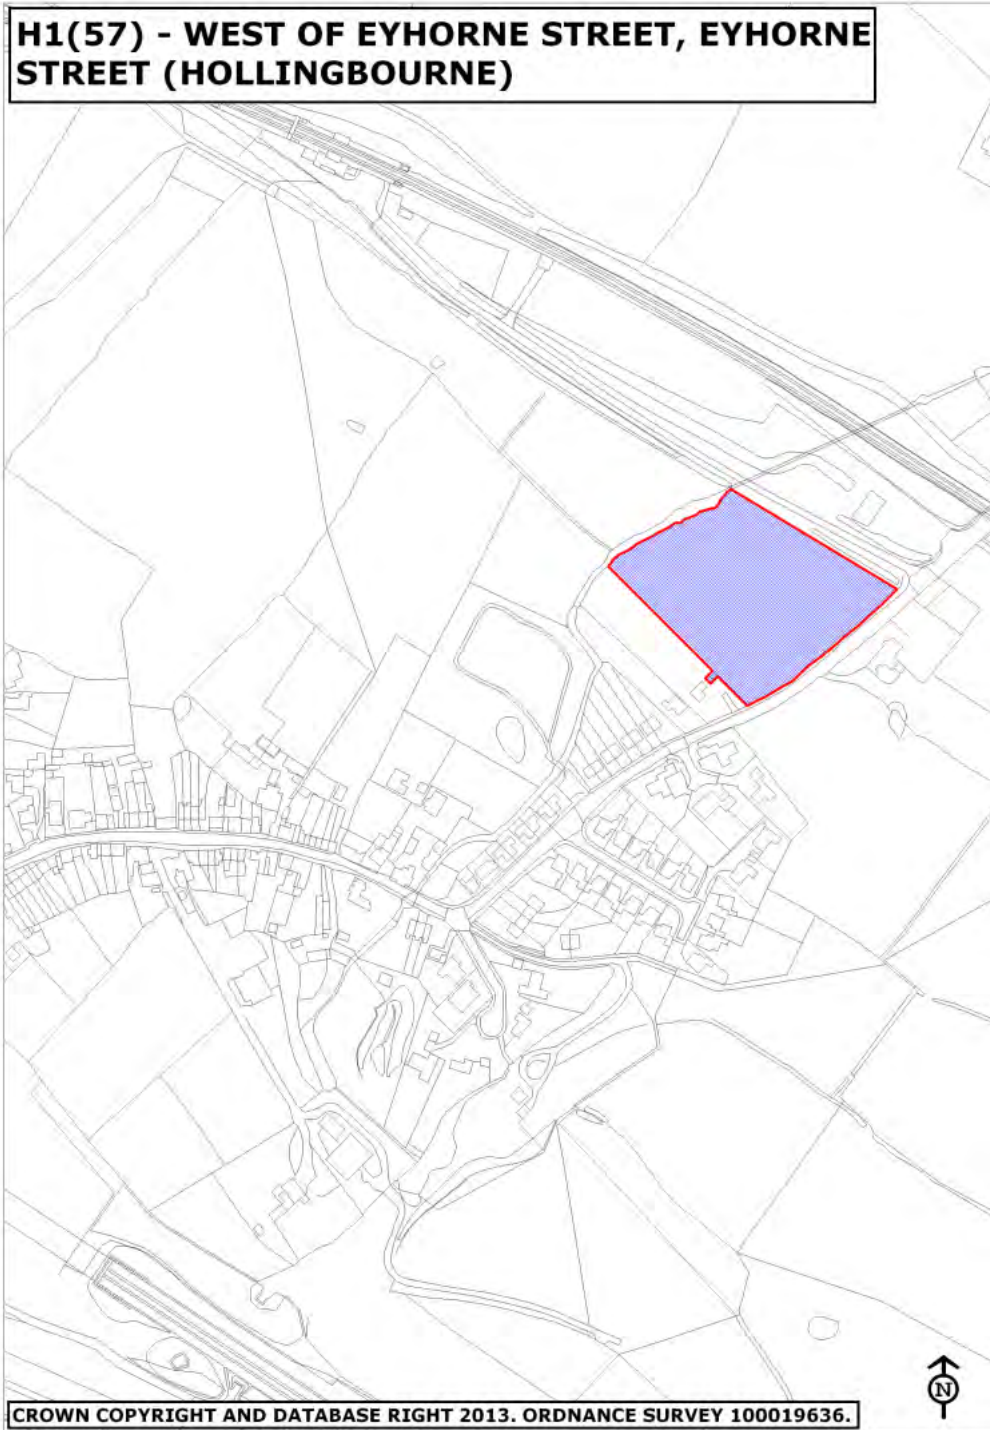 H1(57) - WEST OF EYHORNE STREET, EYHORNE
STREET (HOLLINGBOURNE)
N
CROWN COPYRIGHT AND DATABASE RIGHT 2013. ORDNANCE SURVEY 100019636.